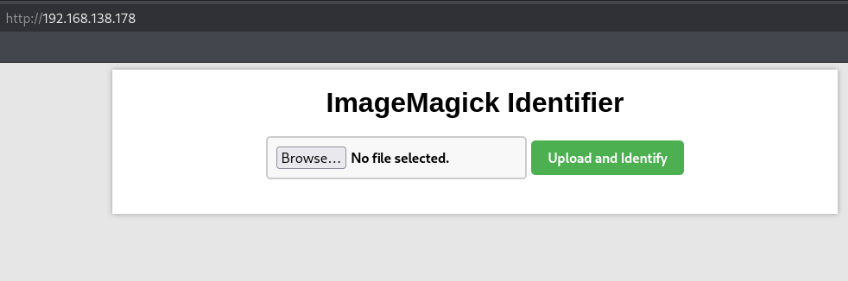 http://192.168.138.178
ImageMagick Identifier
Browse... No file selected. Upload and Identify